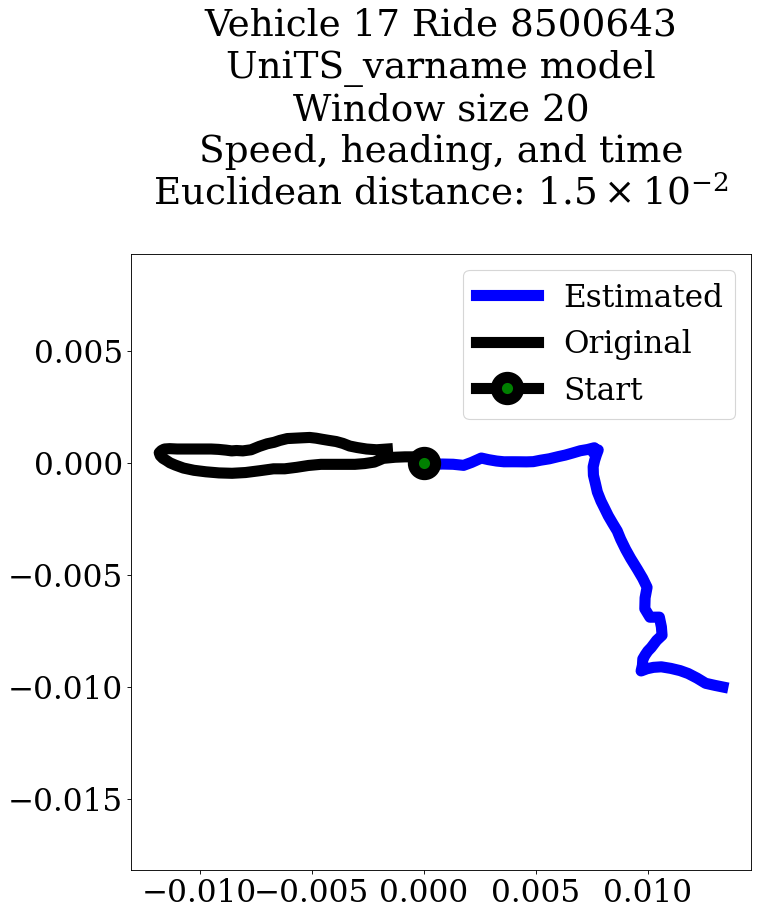 Vehicle 17 Ride 8500643
UniTS_varname model
Window size 20
Speed, heading, and time
Euclidean distance: 1.5 × 10⁻²
Estimated
Original
Start
0.005
0.000
−0.005
−0.010
−0.015
−0.010 −0.005 0.000 0.005 0.010